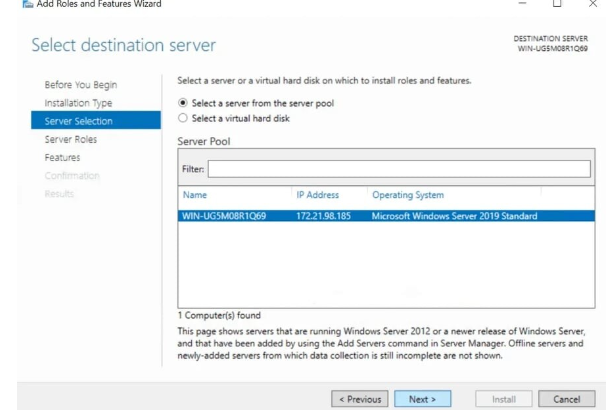 Add Roles and Features Wizard
Select destination server
DESTINATION SERVER
WIN-UG5M08R1Q69
Before You Begin
Installation Type
Server Selection
Server Roles
Features
Confirmation
Results
Select a server or a virtual hard disk on which to install roles and features.
Select a server from the server pool
Select a virtual hard disk
Server Pool
Filter:
Name IP Address Operating System
WIN-UG5M08R1Q69 172.21.98.185 Microsoft Windows Server 2019 Standard
1 Computer(s) found
This page shows servers that are running Windows Server 2012 or a newer release of Windows Server,
and that have been added by using the Add Servers command in Server Manager. Offline servers and
newly-added servers from which data collection is still incomplete are not shown.
< Previous Next > Install Cancel